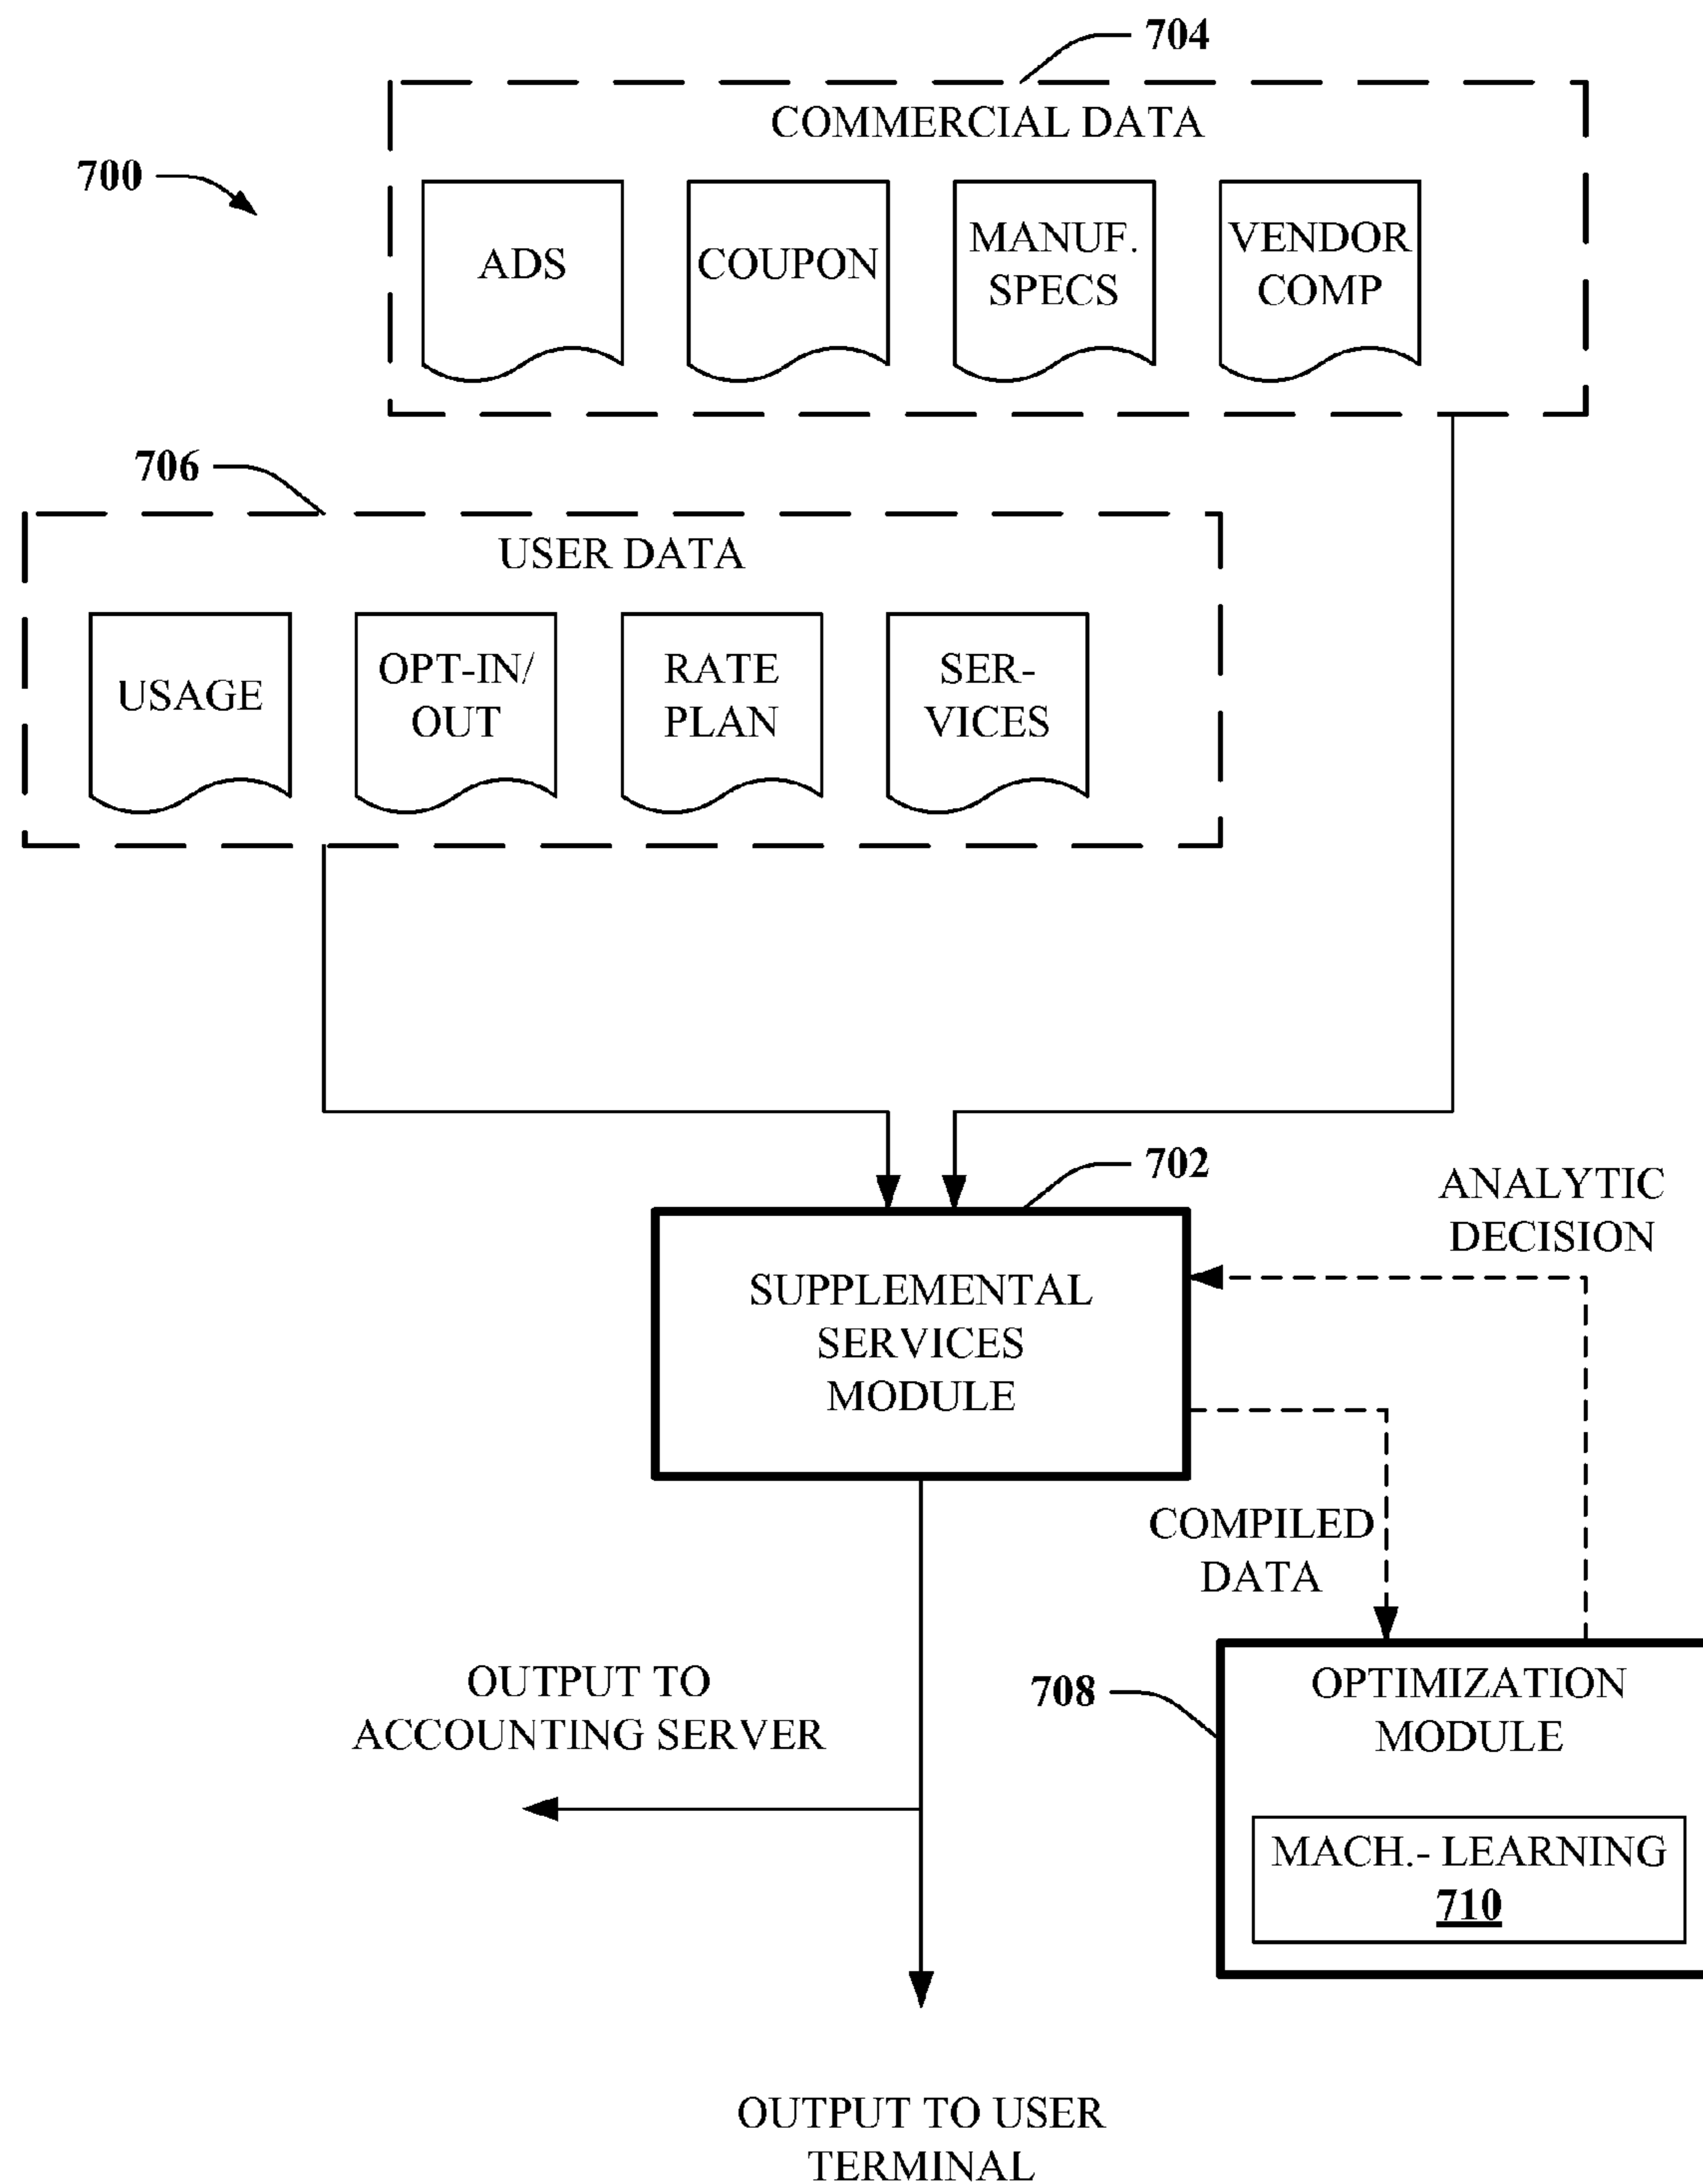 704
COMMERCIAL DATA
700
ADS
COUPON
MANUF.
SPECS
VENDOR
COMP
706
USER DATA
USAGE
OPT-IN/
OUT
RATE
PLAN
SER-
VICES
702
ANALYTIC
DECISION
SUPPLEMENTAL
SERVICES
MODULE
COMPILED
DATA
OUTPUT TO
ACCOUNTING SERVER
708
OPTIMIZATION
MODULE
MACH.- LEARNING
710
OUTPUT TO USER
TERMINAL